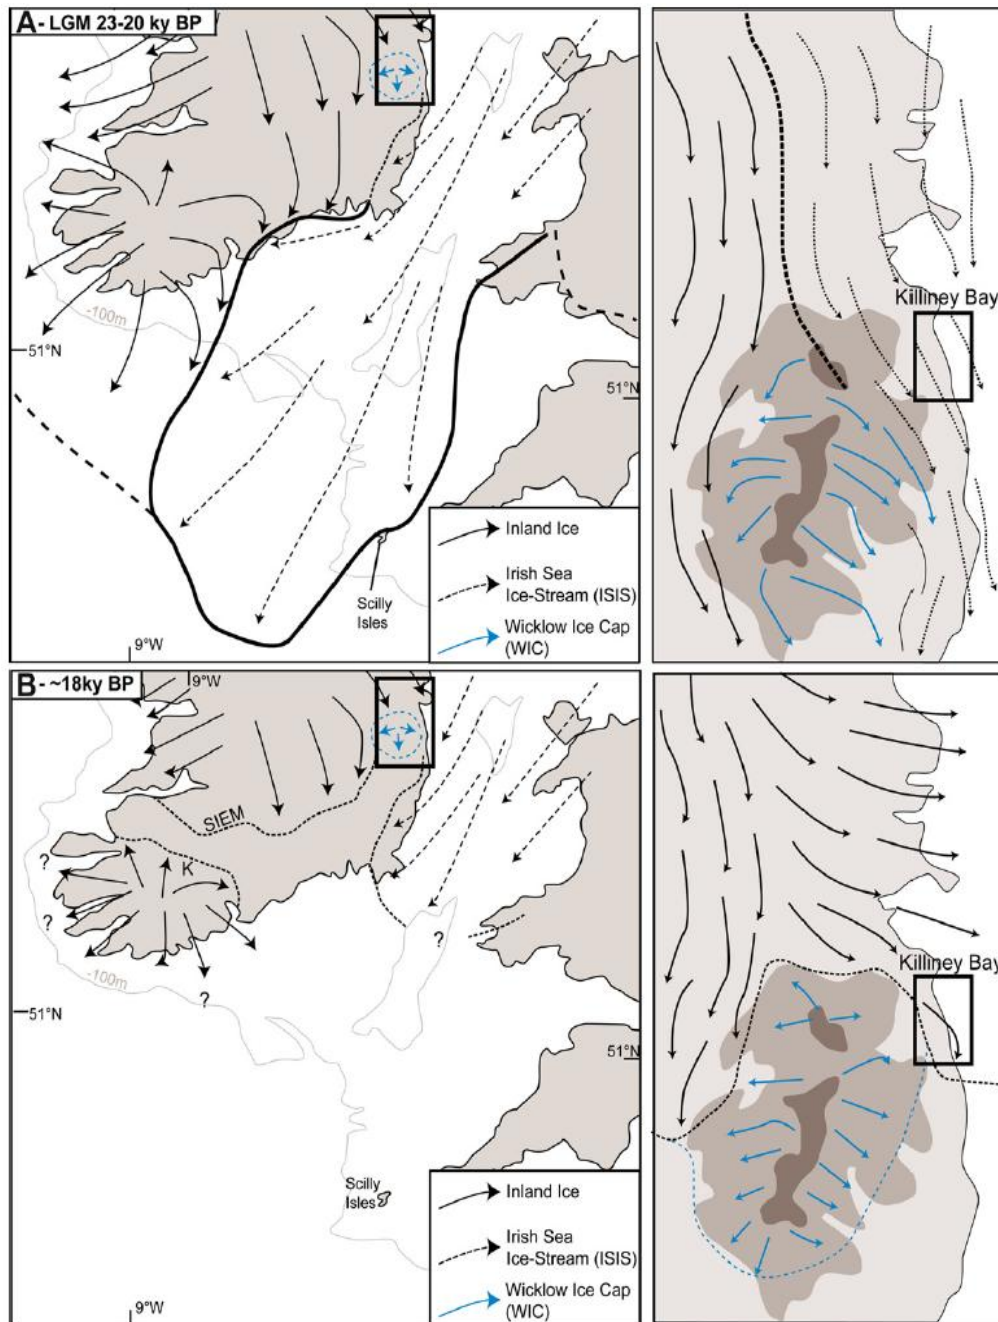 A - LGM 23-20 ky BP
-100m
51°N
51°N
9°W
Scilly
Isles
Inland Ice
Irish Sea
Ice-Stream (ISIS)
Wicklow Ice Cap
(WIC)
Killiney Bay
B - ~18ky BP
9°W
SIEM
K
?
?
?
?
-100m
51°N
51°N
Scilly
Isles
9°W
Inland Ice
Irish Sea
Ice-Stream (ISIS)
Wicklow Ice Cap
(WIC)
Killiney Bay